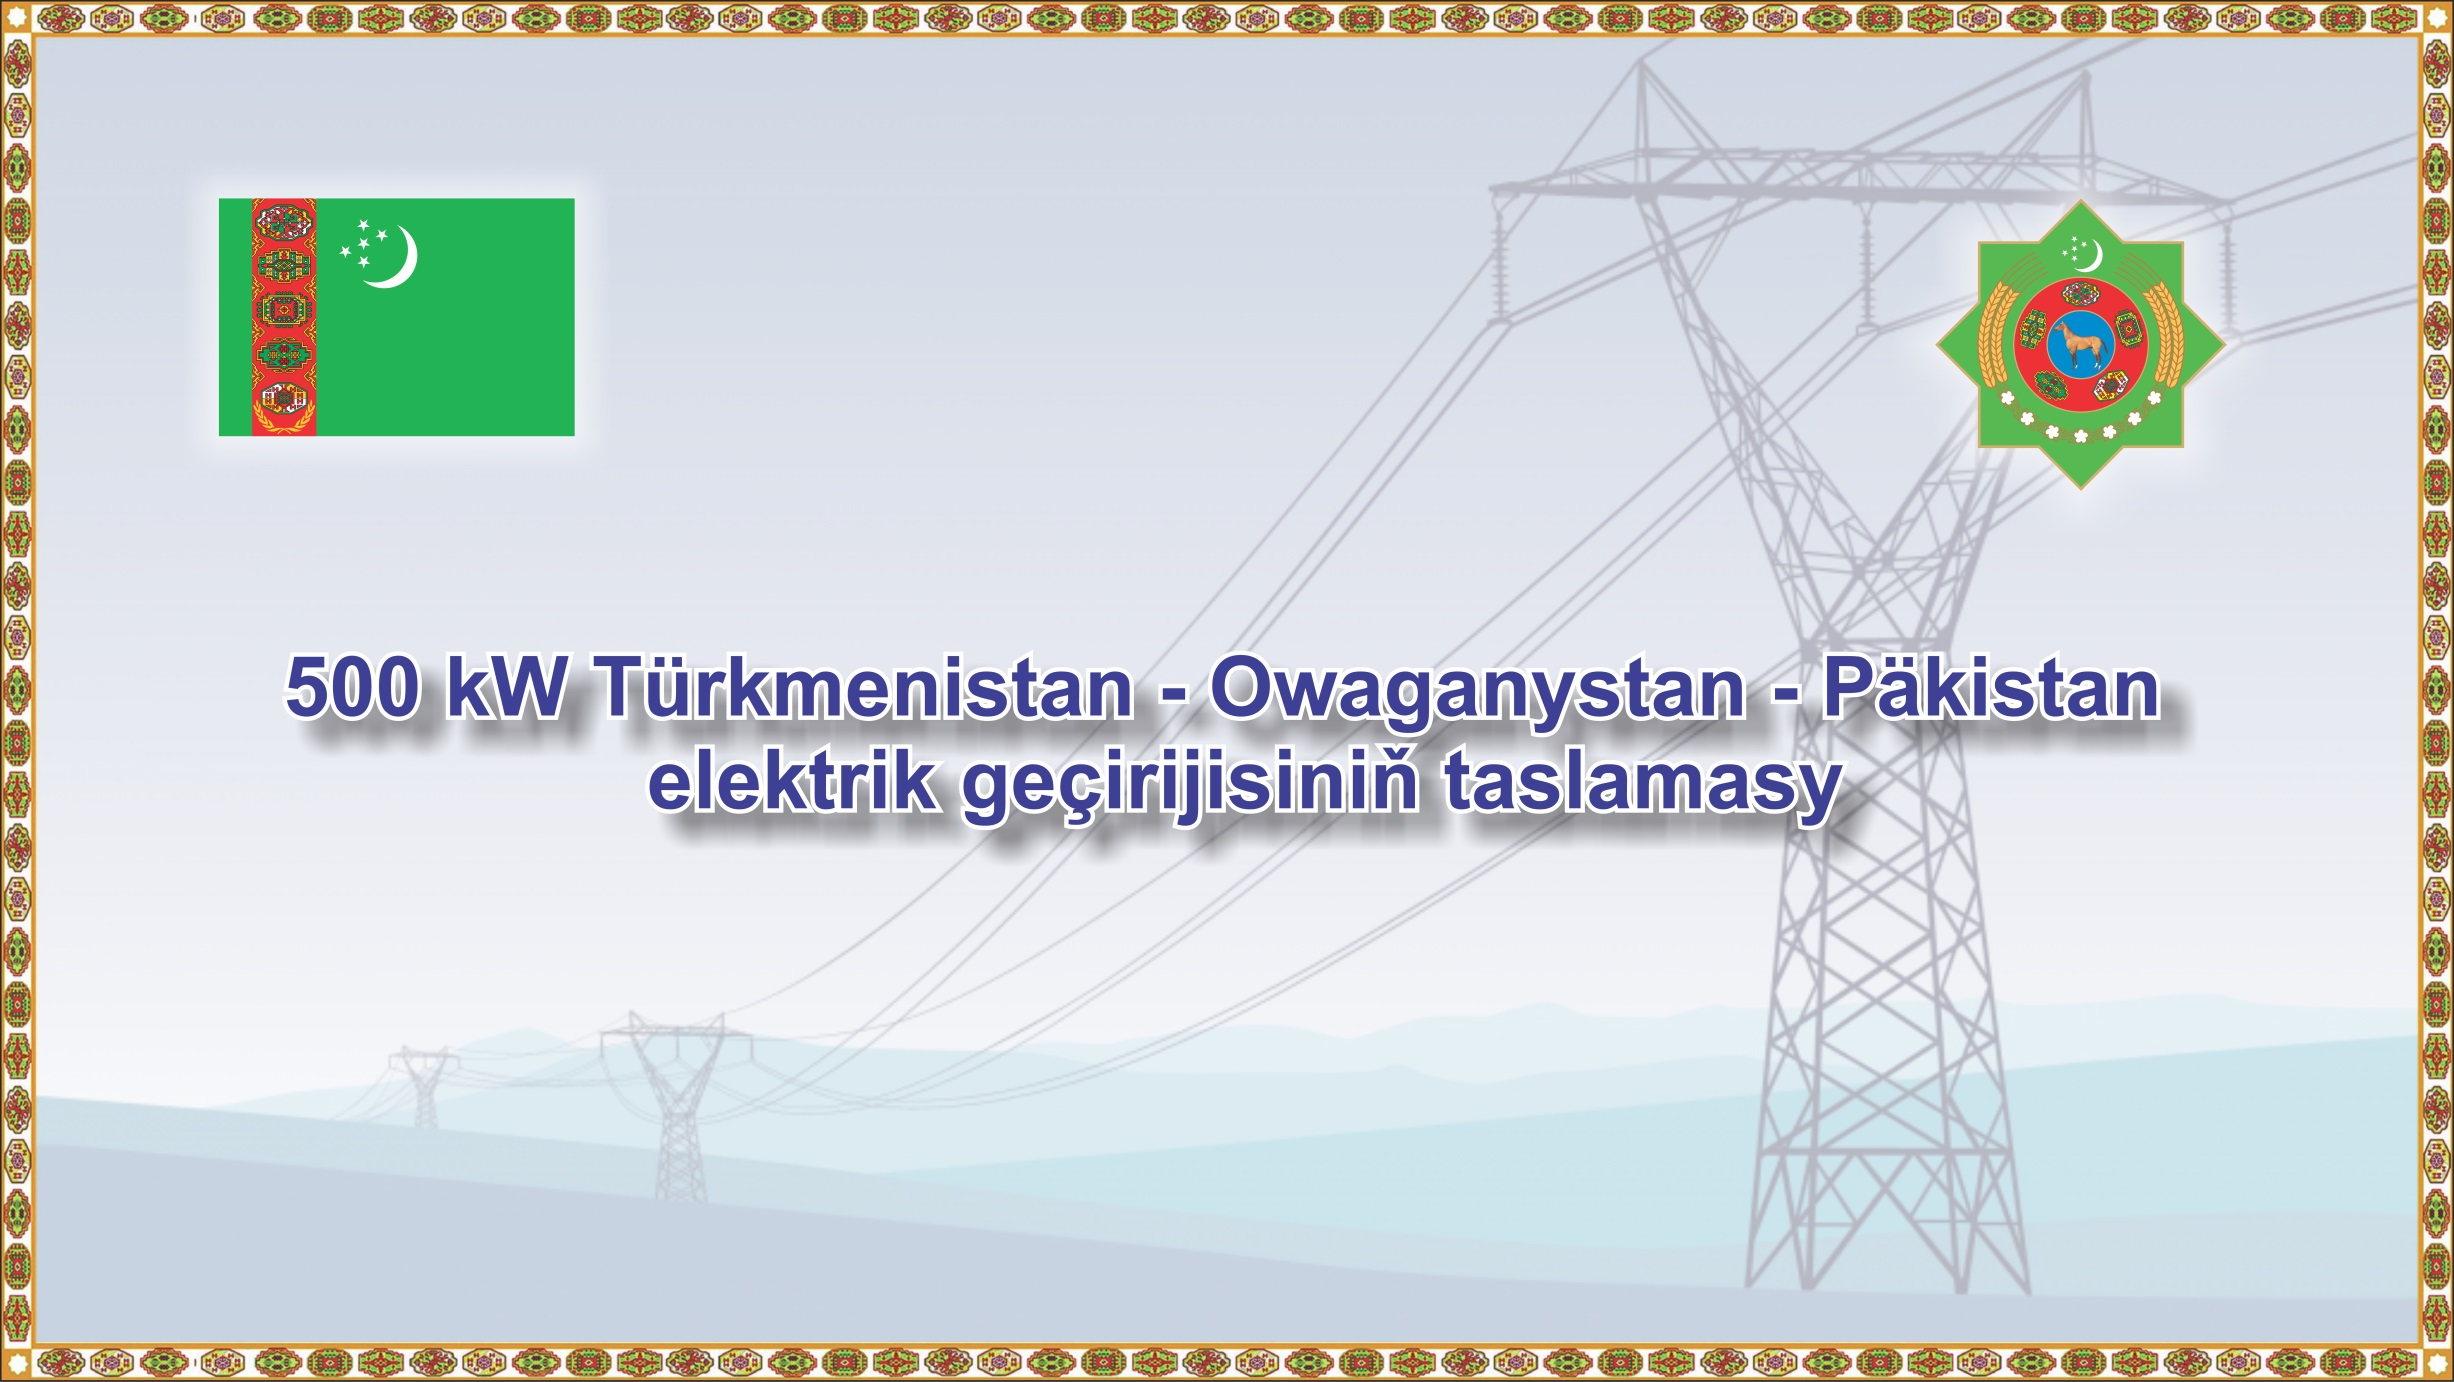 500 kW Türkmenistan - Owaganystan - Päkistan
elektrik geçirijisiniň taslamasy